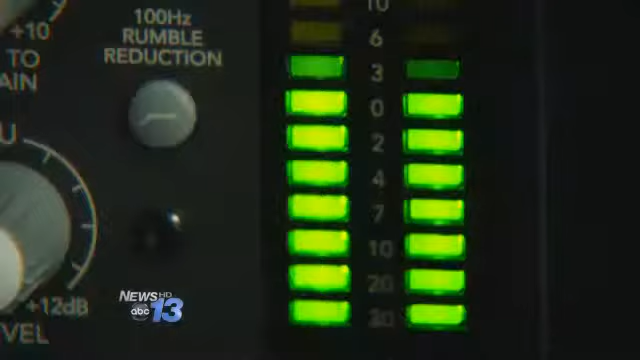 +10
TO
AIN
100Hz
RUMBLE
REDUCTION
10
6
3
0
2
4
7
10
20
30
U
+12dB
VEL
NEWS HD
abc 13